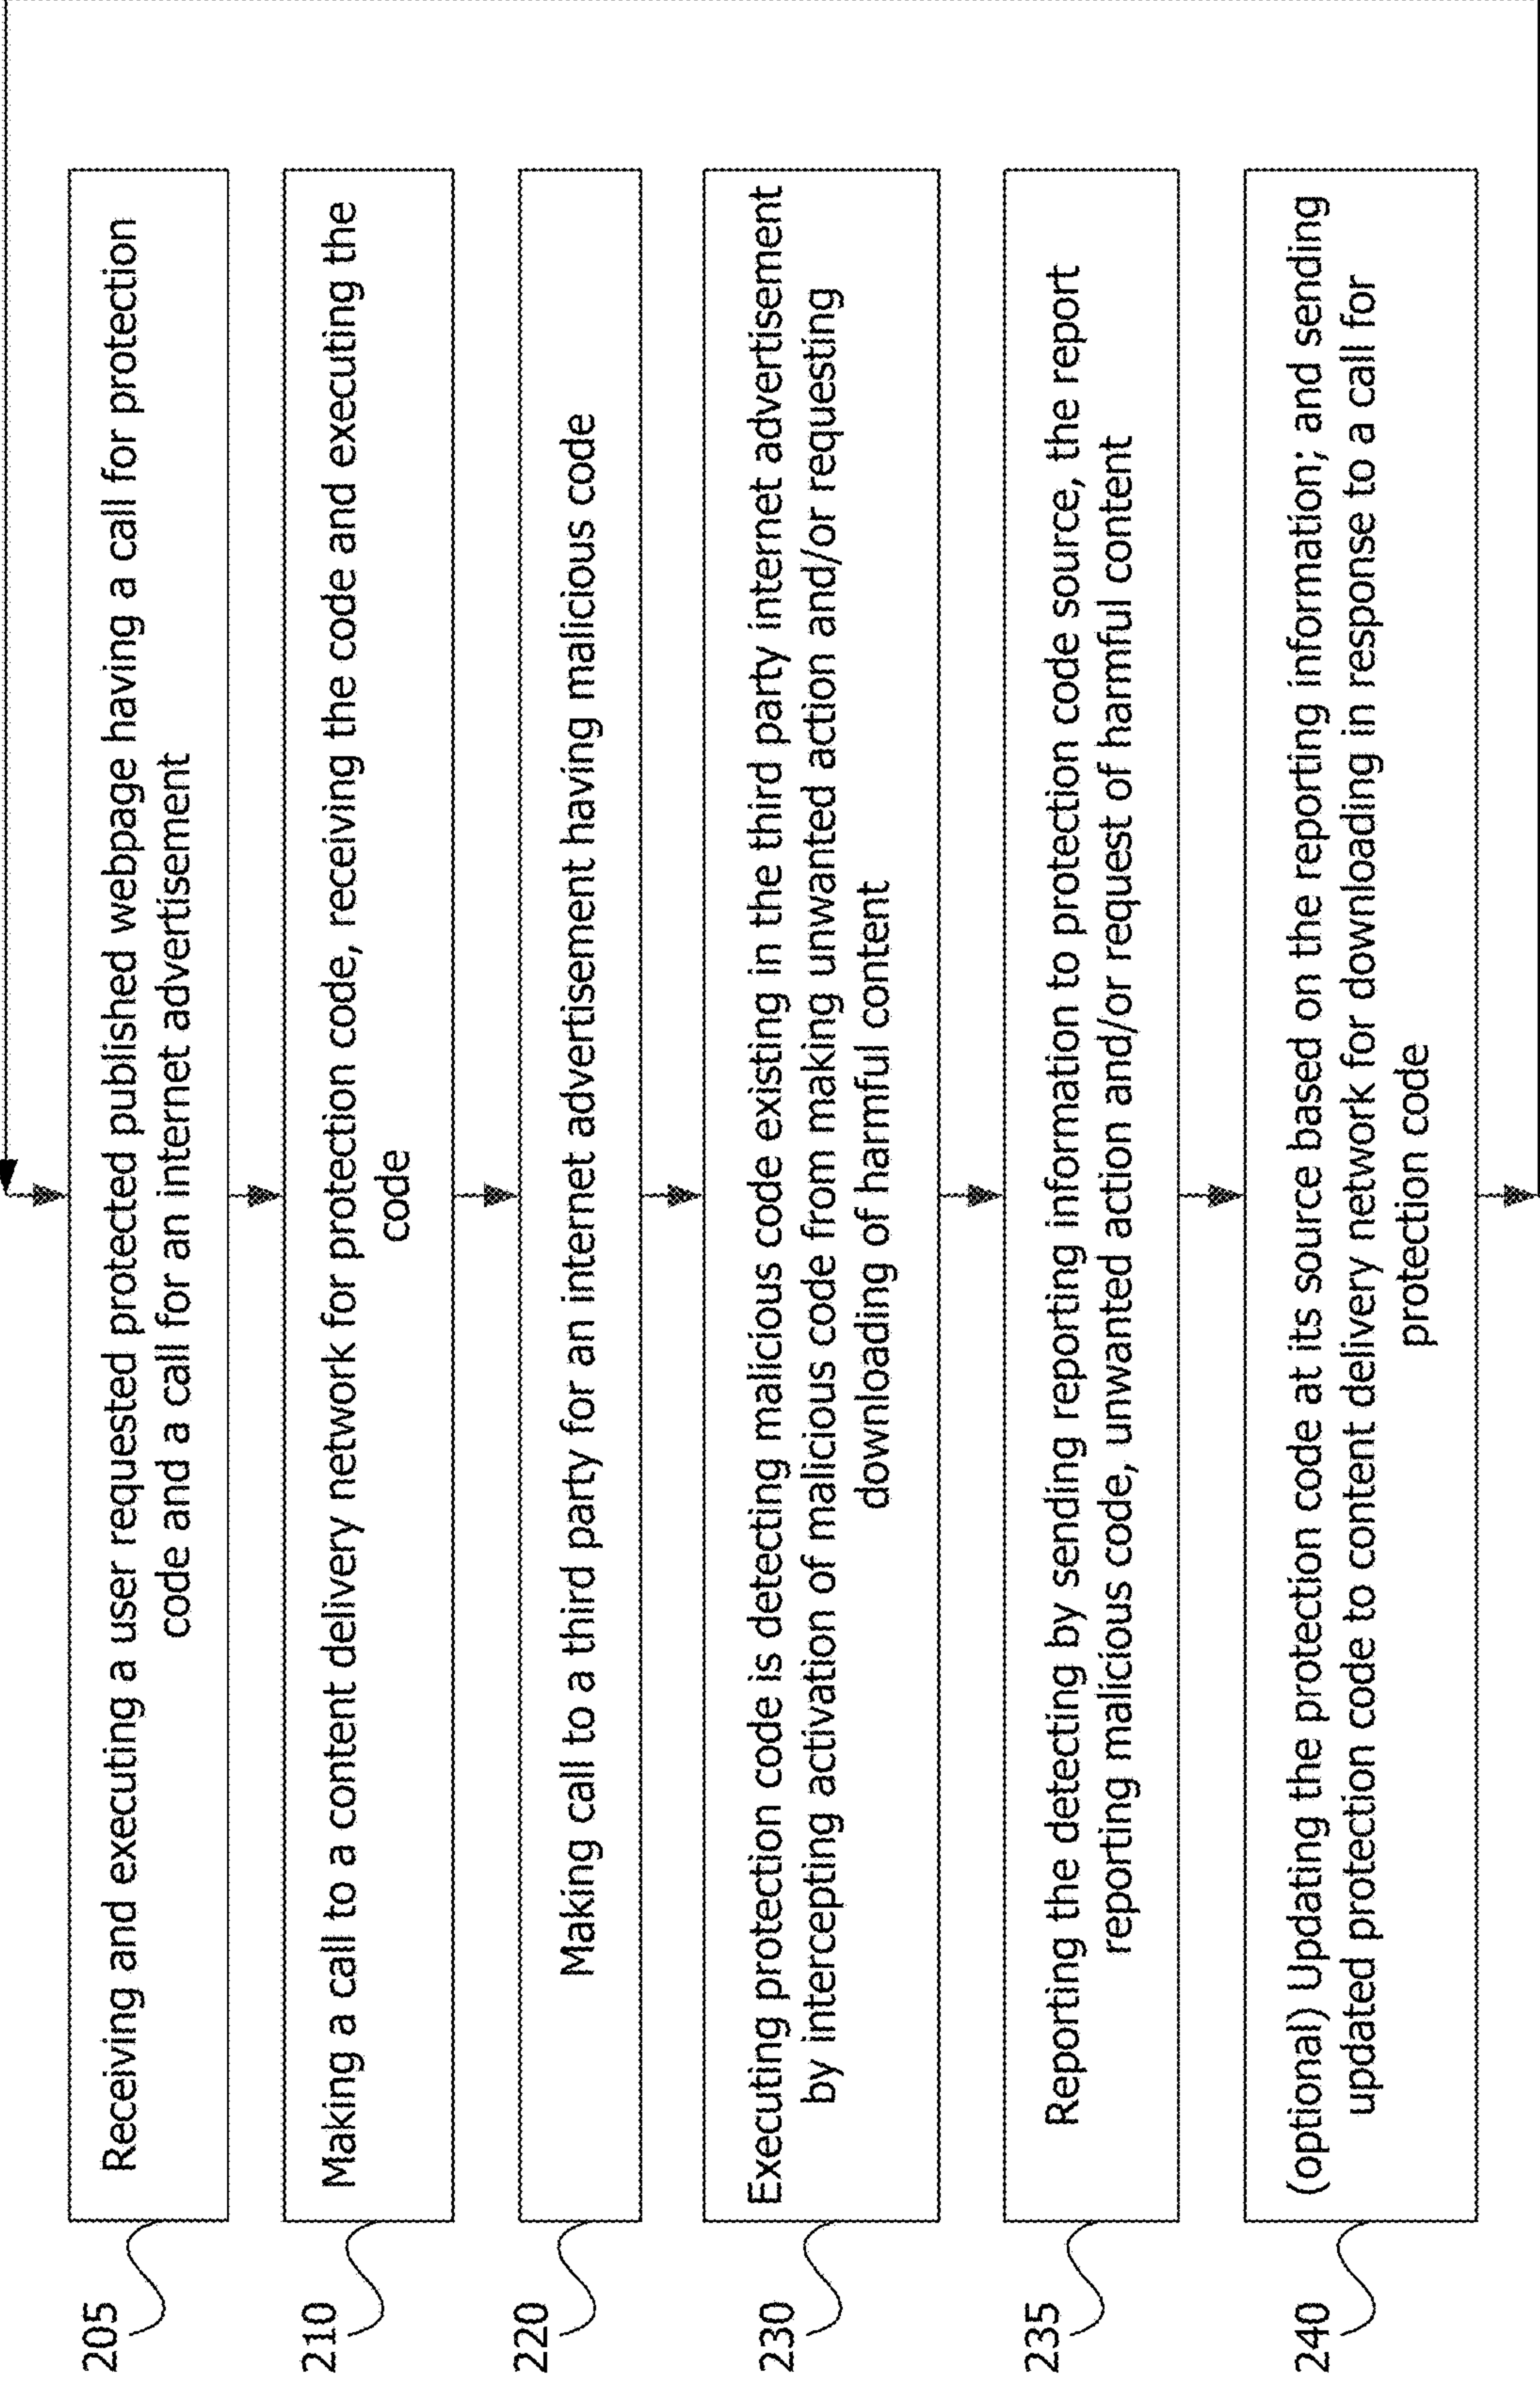 205
Receiving and executing a user requested protected published webpage having a call for protection
code and a call for an internet advertisement
210
Making a call to a content delivery network for protection code, receiving the code and executing the
code
220
Making call to a third party for an internet advertisement having malicious code
230
Executing protection code is detecting malicious code existing in the third party internet advertisement
by intercepting activation of malicious code from making unwanted action and/or requesting
downloading of harmful content
235
Reporting the detecting by sending reporting information to protection code source, the report
reporting malicious code, unwanted action and/or request of harmful content
240
(optional) Updating the protection code at its source based on the reporting information; and sending
updated protection code to content delivery network for downloading in response to a call for
protection code